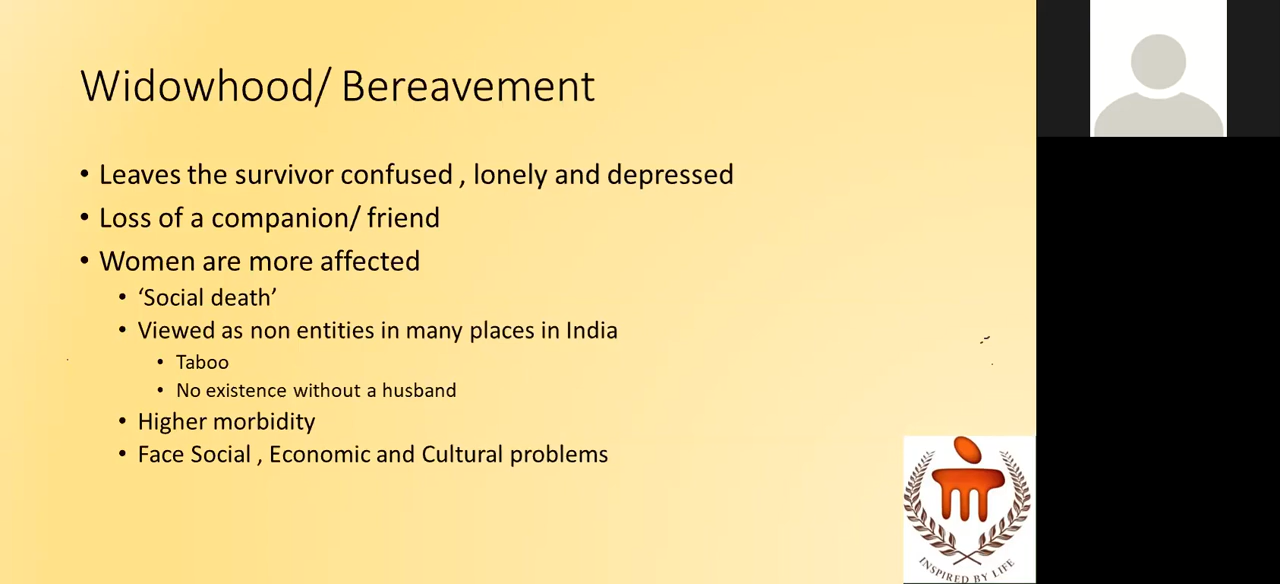 Widowhood/ Bereavement
• Leaves the survivor confused , lonely and depressed
• Loss of a companion/ friend
• Women are more affected
• ‘Social death’
• Viewed as non entities in many places in India
• Taboo
• No existence without a husband
• Higher morbidity
• Face Social , Economic and Cultural problems
INSPIRED BY LIFE